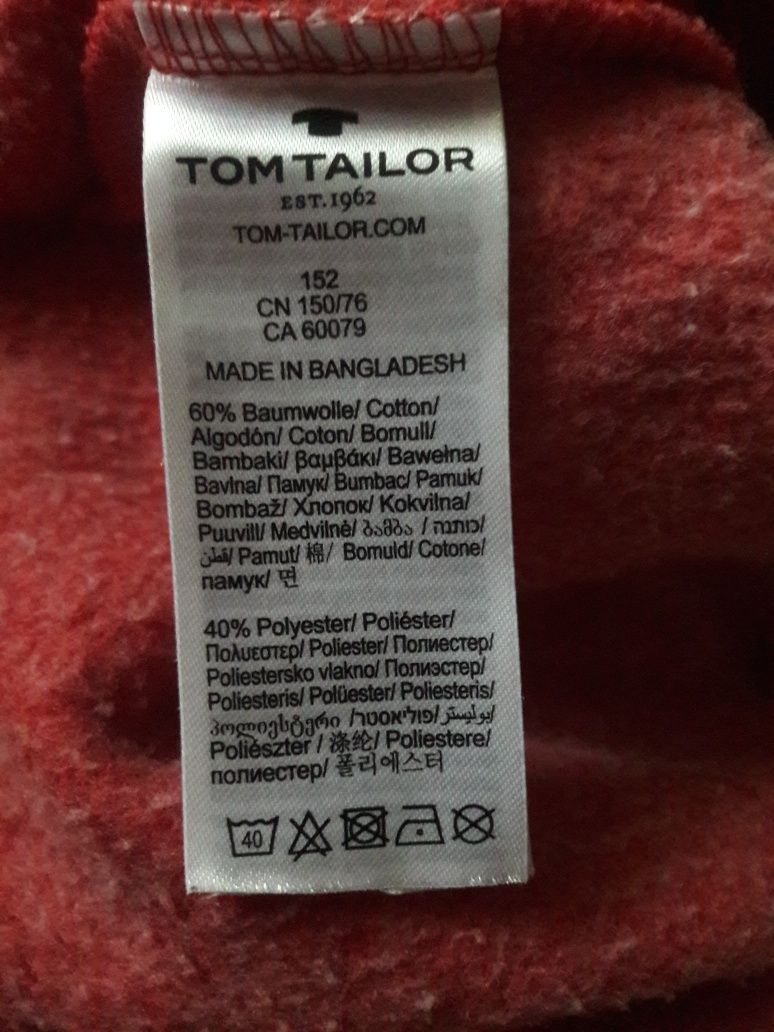 TOM TAILOR
EST. 1962
TOM-TAILOR.COM
152
CN 150/76
CA 60079
MADE IN BANGLADESH
60% Baumwolle/ Cotton/
Algodón/ Coton/ Bomull/
Bambaki/ βαμβάκι/ Bawełna/
Bavlna/ Памук/ Bumbac/ Pamuk/
Bombaž/ Хлопок/ Kokvilna/
Puuvill/ Medvilnė/ ბამბა / כותנה/
قطن/ Pamut/ 棉/ Bomuld/ Cotone/
памук/ 면
40% Polyester/ Poliéster/
Πολυεστερ/ Poliester/ Полиестер/
Poliestersko vlakno/ Полиэстер/
Poliesteris/ Polüester/ Poliesteris/
პოლიესტერი /פוליאסטר/ بوليستر/
Poliészter / 涤纶/ Poliestere/
полиестер/ 폴리에스터
40